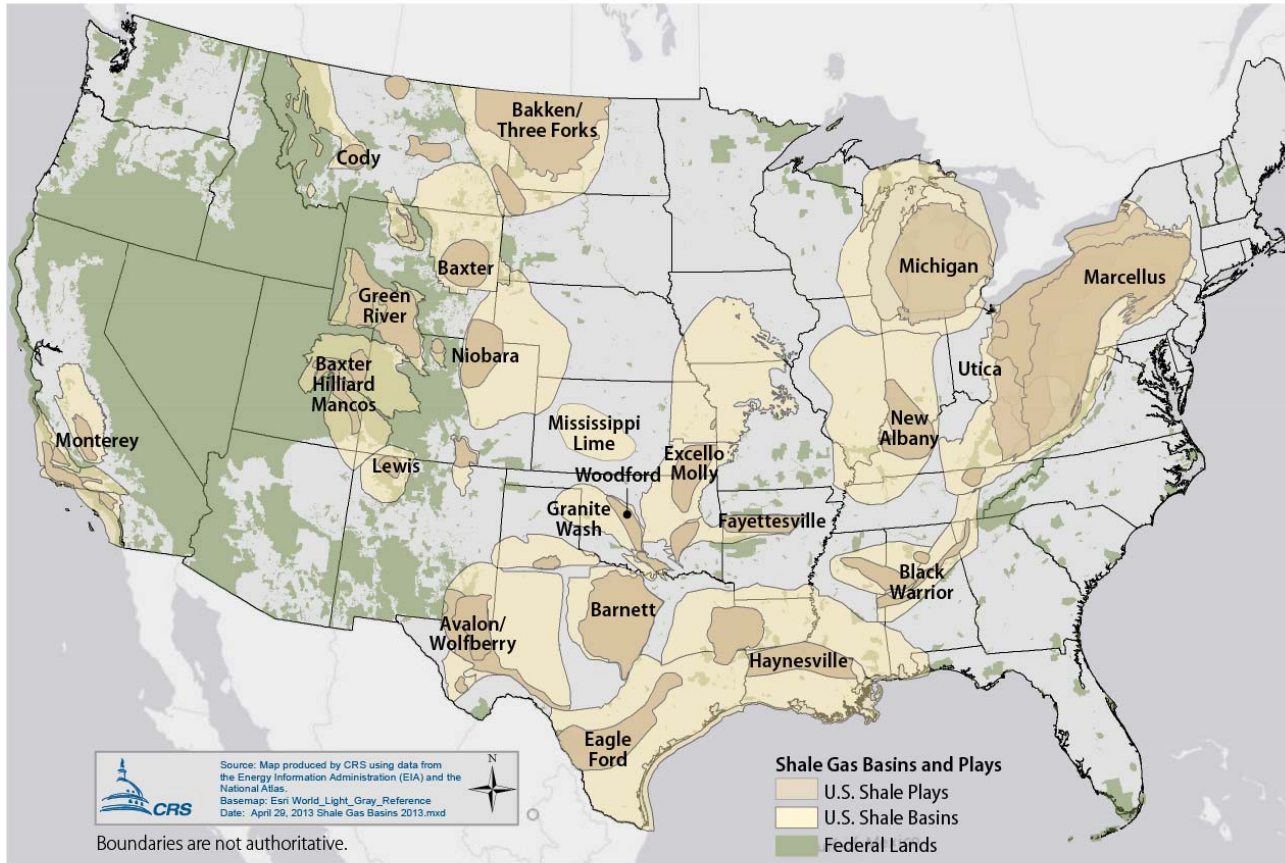 Bakken/
Three Forks
Cody
Baxter
Michigan
Marcellus
Green
River
Niobara
Baxter
Hilliard
Mancos
Utica
Monterey
Mississippi
Lime
New
Albany
Lewis
Woodford
Excello
Molly
Granite
Wash
Fayettesville
Black
Warrior
Barnett
Avalon/
Wolfberry
Haynesville
Eagle
Ford
CRS
Source: Map produced by CRS using data from
the Energy Information Administration (EIA) and the
National Atlas.
Basemap: Esri World_Light_Gray_Reference
Date: April 29, 2013 Shale Gas Basins 2013.mxd
N
Boundaries are not authoritative.
Shale Gas Basins and Plays
U.S. Shale Plays
U.S. Shale Basins
Federal Lands